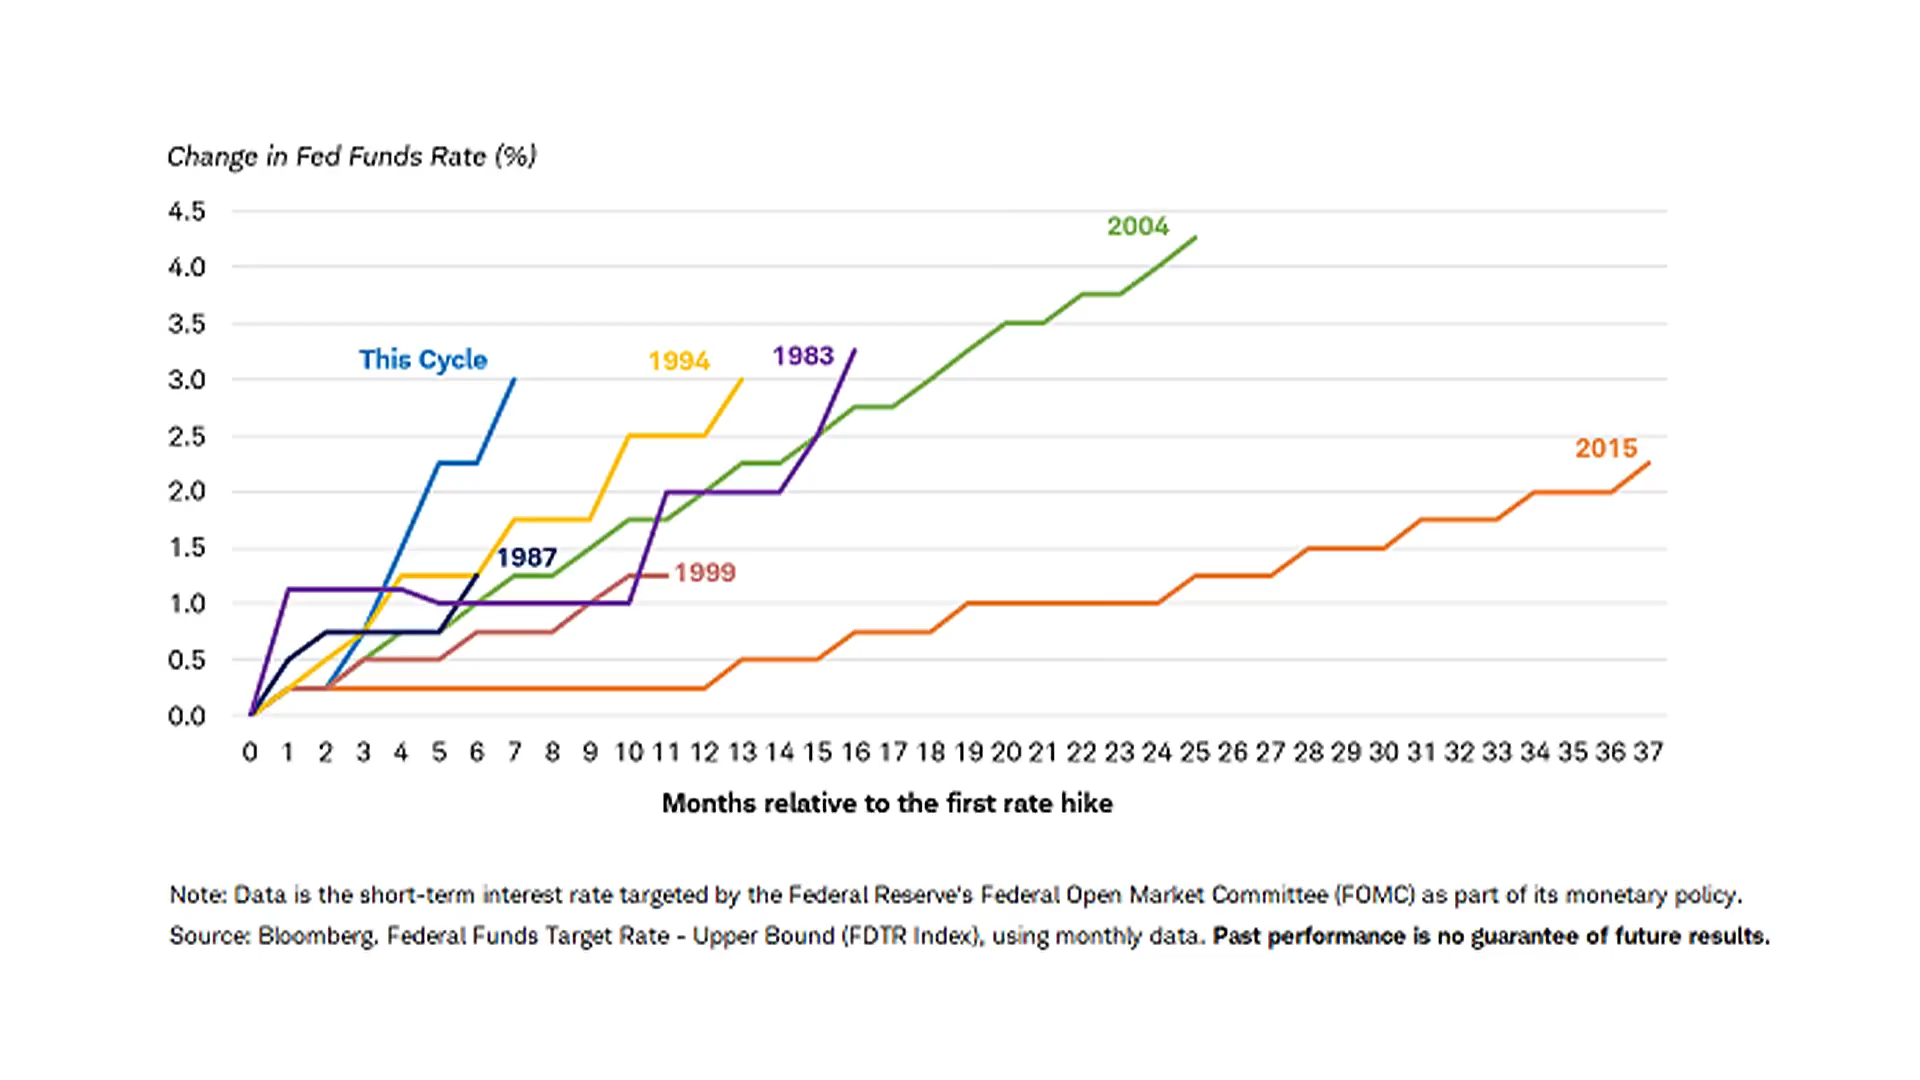 Change in Fed Funds Rate (%)
4.5
2004
4.0
3.5
This Cycle
1994
1983
3.0
2.5
2015
2.0
1.5
1987
1999
1.0
0.5
0.0
0 1 2 3 4 5 6 7 8 9 10 11 12 13 14 15 16 17 18 19 20 21 22 23 24 25 26 27 28 29 30 31 32 33 34 35 36 37
Months relative to the first rate hike
Note: Data is the short-term interest rate targeted by the Federal Reserve's Federal Open Market Committee (FOMC) as part of its monetary policy.
Source: Bloomberg. Federal Funds Target Rate - Upper Bound (FDTR Index), using monthly data. Past performance is no guarantee of future results.